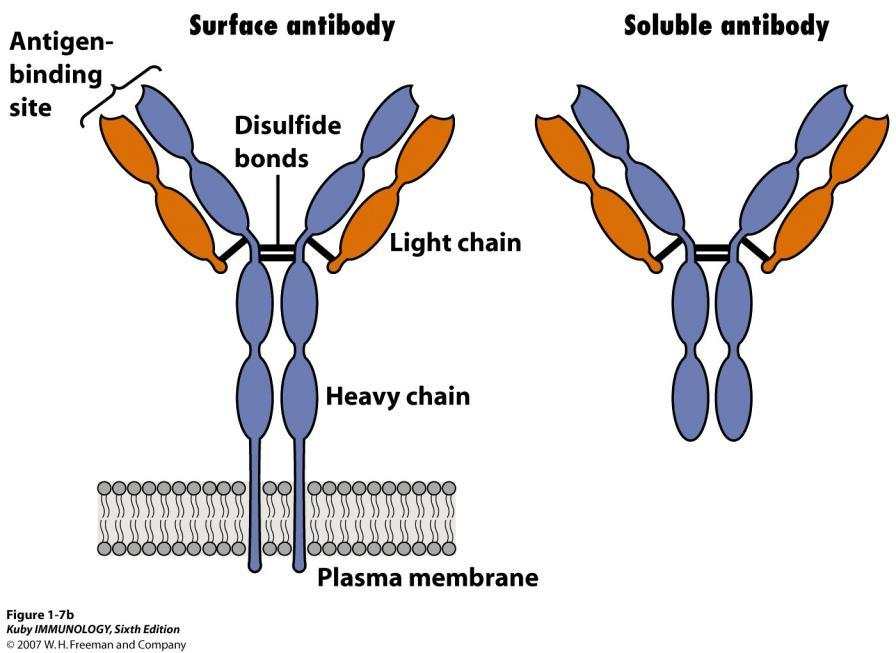 Surface antibody
Soluble antibody
Antigen-
binding
site
Disulfide
bonds
Light chain
Heavy chain
Plasma membrane
Figure 1-7b
Kuby IMMUNOLOGY, Sixth Edition
© 2007 W. H. Freeman and Company